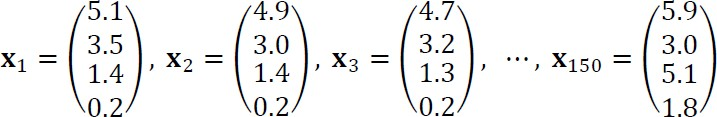 x₁ = (5.1 3.5 1.4 0.2), x₂ = (4.9 3.0 1.4 0.2), x₃ = (4.7 3.2 1.3 0.2), ⋯, x₁₅₀ = (5.9 3.0 5.1 1.8)